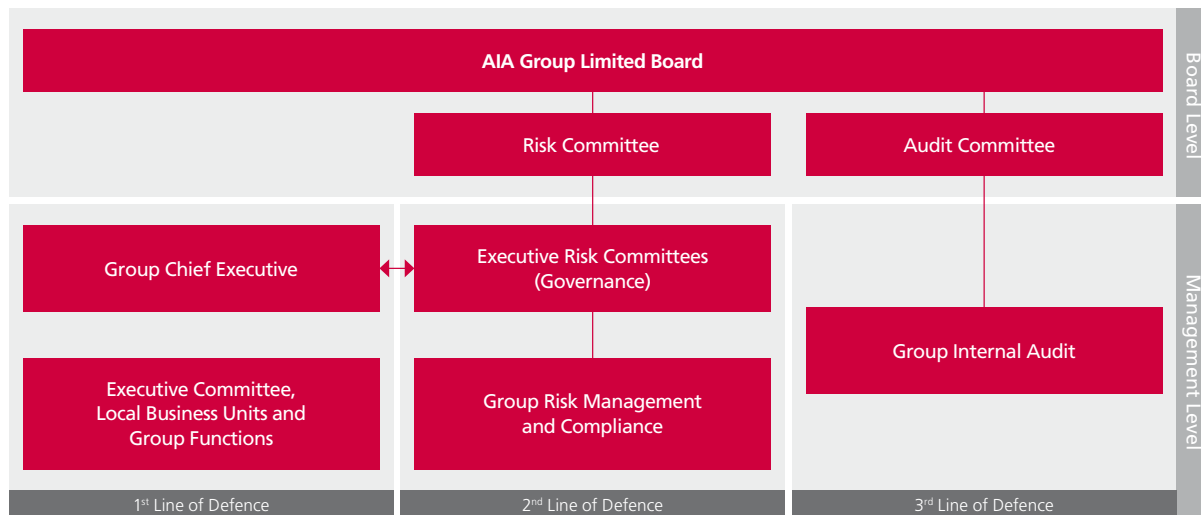 AIA Group Limited Board
Risk Committee
Audit Committee
Board Level
Group Chief Executive
Executive Risk Committees
(Governance)
Group Internal Audit
Executive Committee,
Local Business Units and
Group Functions
Group Risk Management
and Compliance
Management Level
1st Line of Defence
2nd Line of Defence
3rd Line of Defence